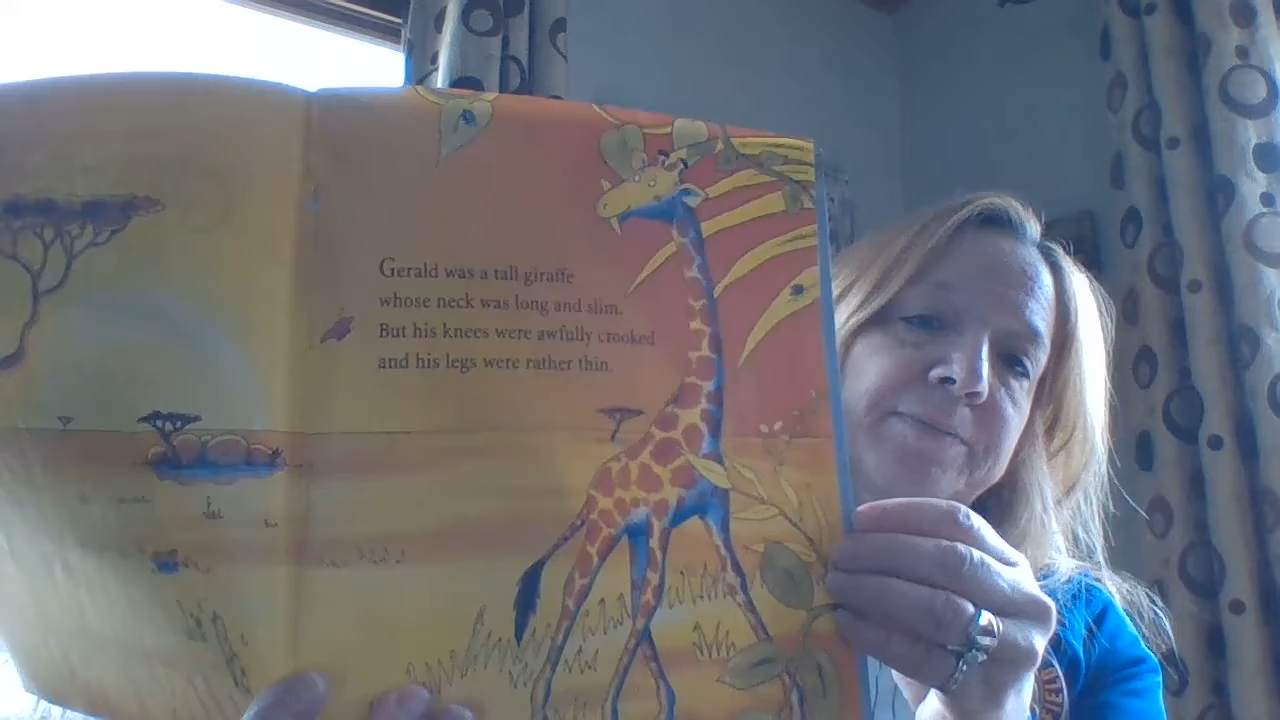 Gerald was a tall giraffe
whose neck was long and slim.
But his knees were awfully crooked
and his legs were rather thin.
FIELD